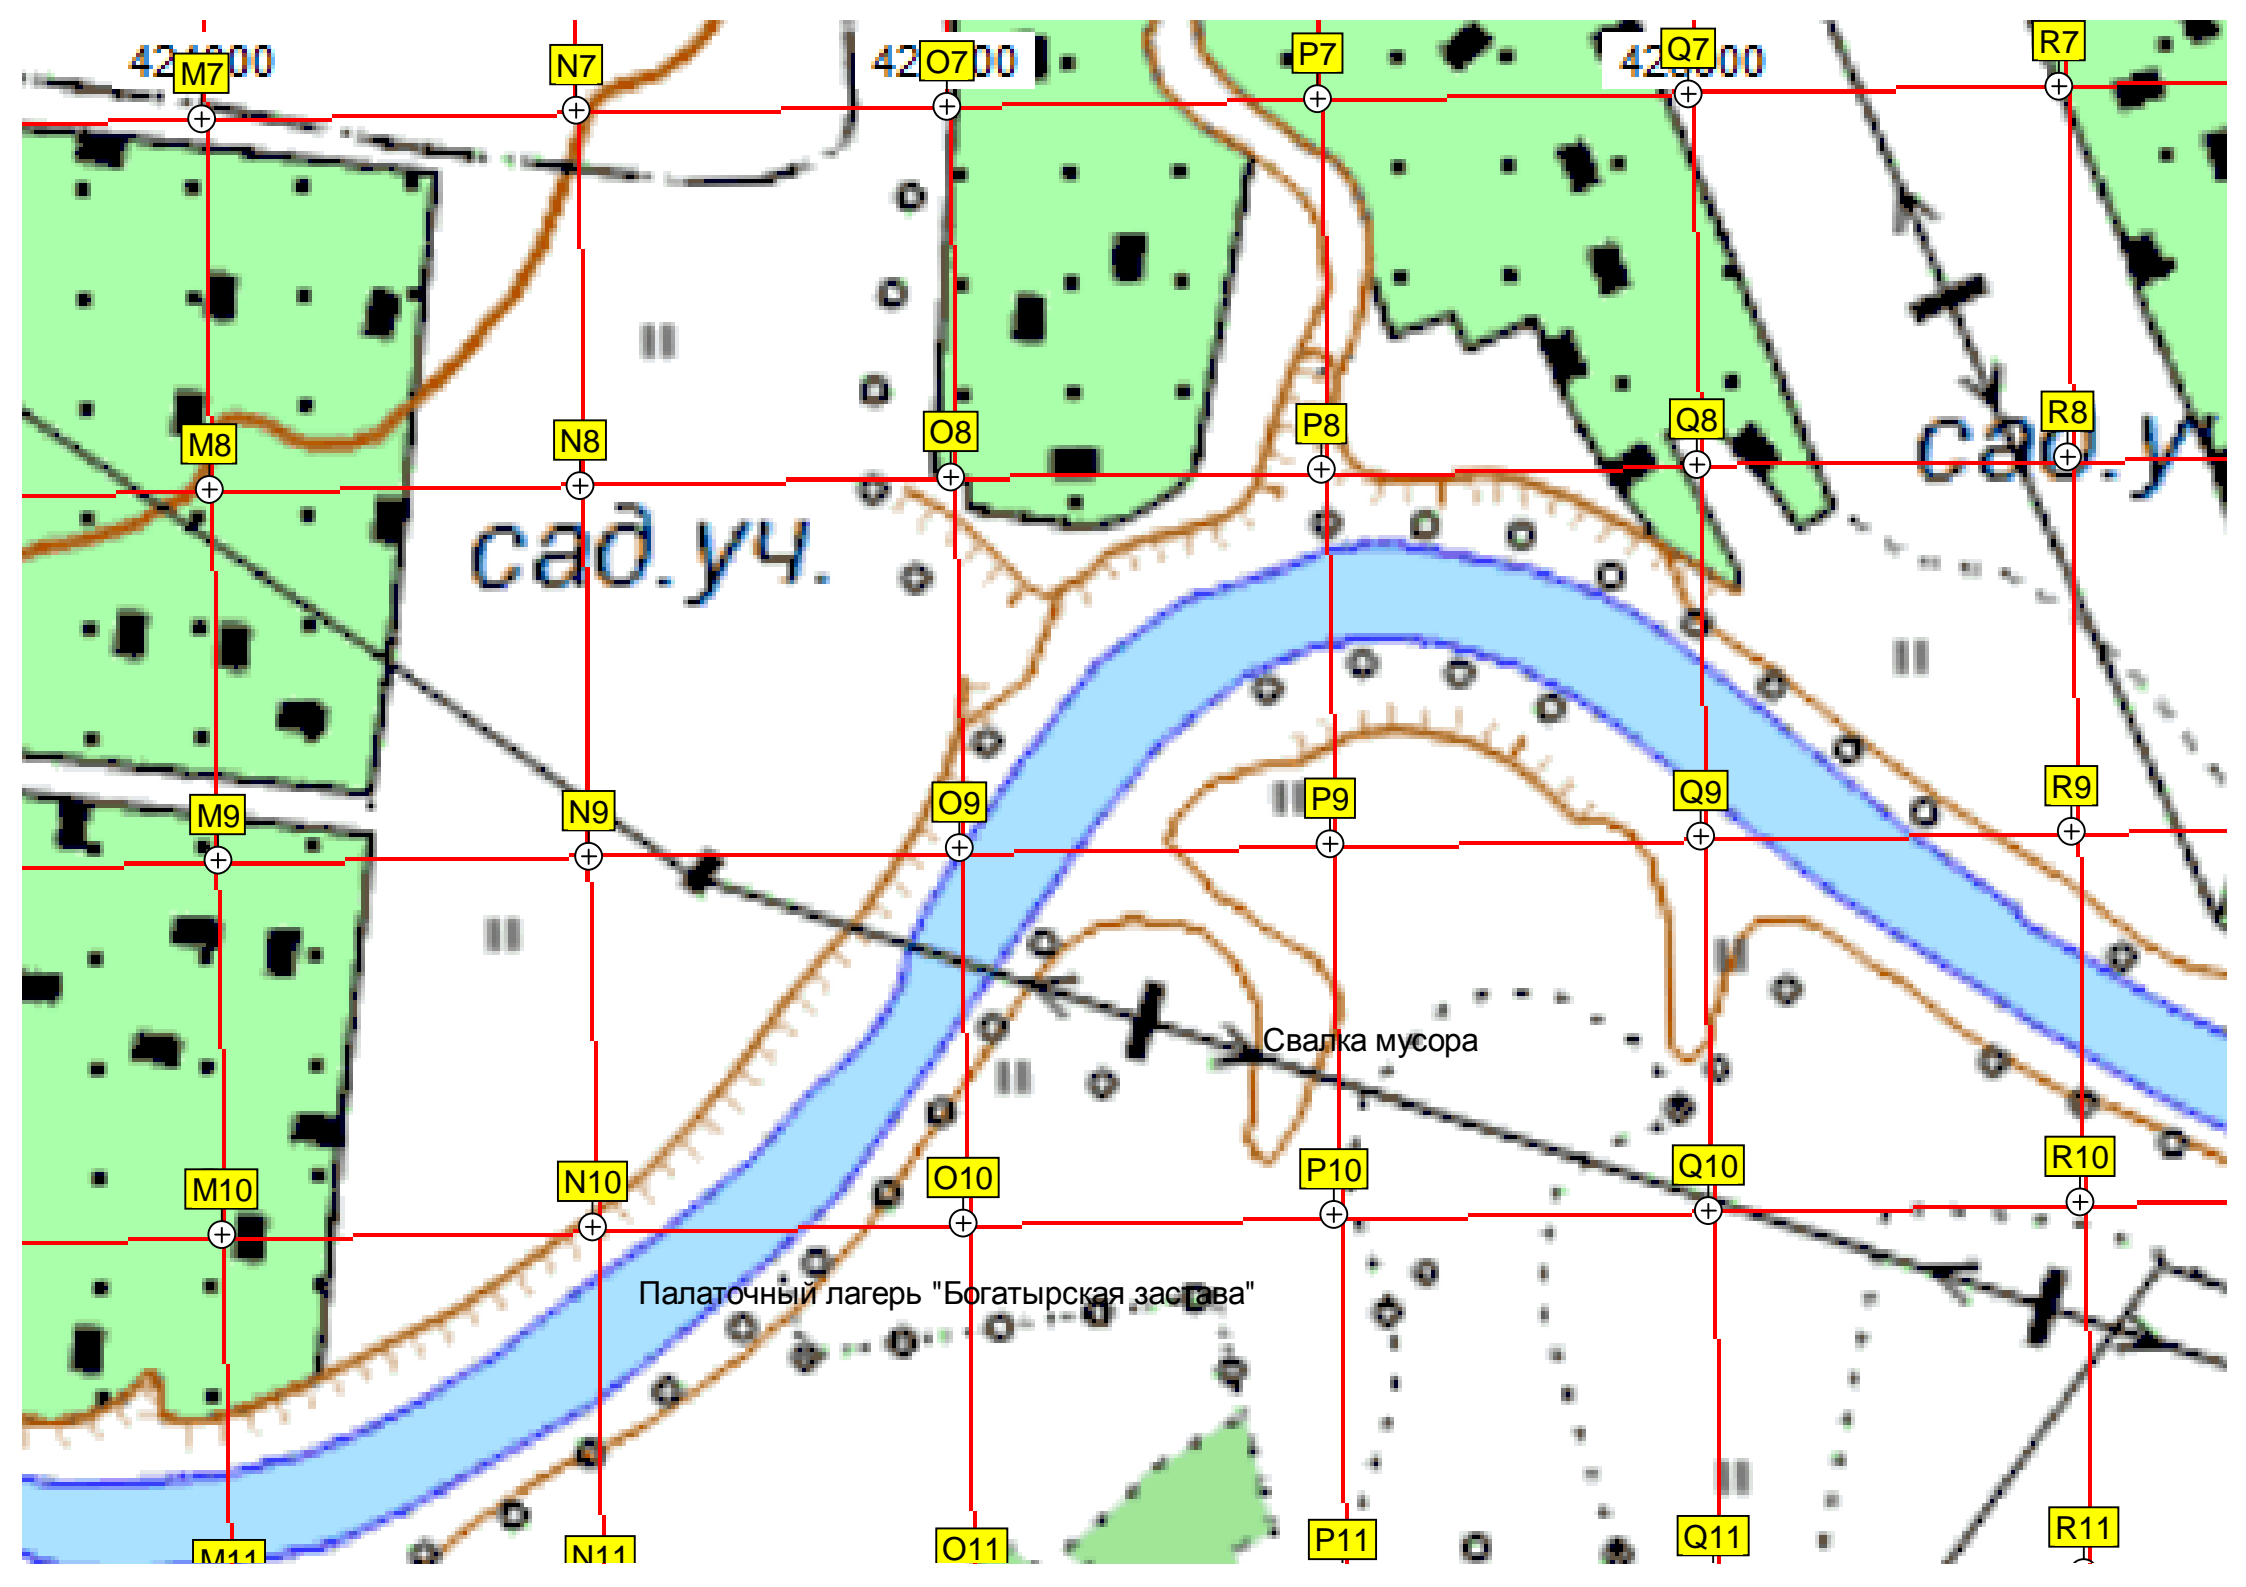 M7
N7
O7
P7
Q7
R7
M8
N8
O8
P8
Q8
R8
сад.уч.
сад.у
M9
N9
O9
P9
Q9
R9
Свалка мусора
M10
N10
O10
P10
Q10
R10
Палаточный лагерь "Богатырская застава"
M11
N11
O11
P11
Q11
R11